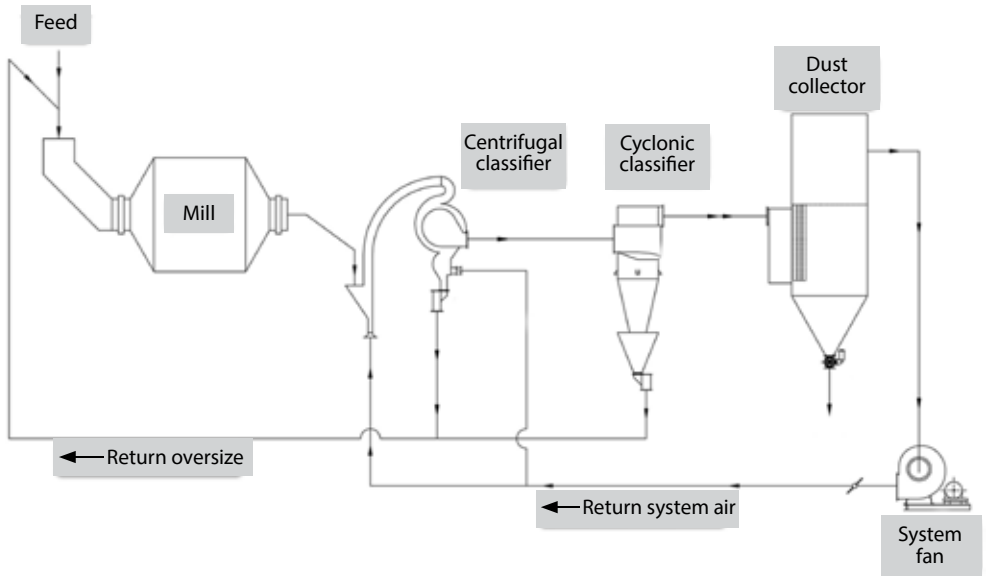 Feed
Dust
collector
Centrifugal
classifier
Cyclonic
classifier
Mill
Return oversize
Return system air
System
fan